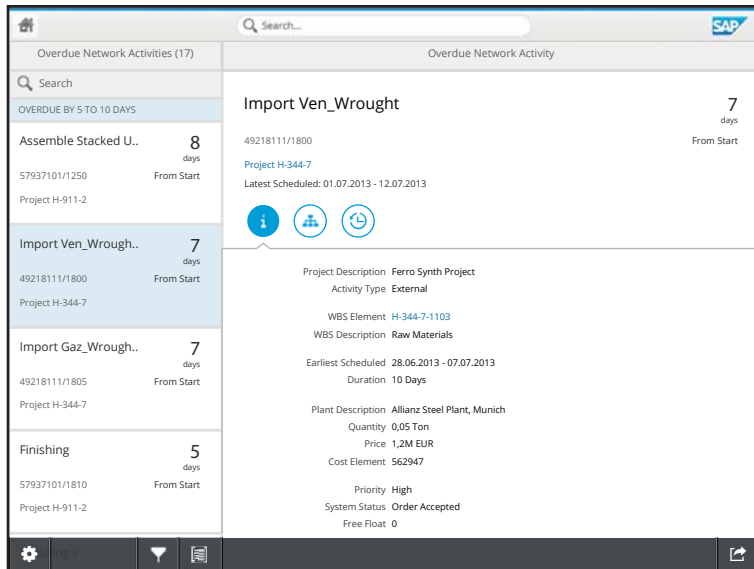 Search...
SAP
Overdue Network Activities (17)
Overdue Network Activity
Search
OVERDUE BY 5 TO 10 DAYS
Assemble Stacked U..
8
days
57937101/1250
From Start
Project H-911-2
Import Ven_Wrough..
7
days
49218111/1800
From Start
Project H-344-7
Import Gaz_Wrough..
7
days
49218111/1805
From Start
Project H-344-7
Finishing
5
days
57937101/1810
From Start
Project H-911-2
Import Ven_Wrought
7
days
49218111/1800
From Start
Project H-344-7
Latest Scheduled: 01.07.2013 - 12.07.2013
Project Description Ferro Synth Project
Activity Type External
WBS Element H-344-7-1103
WBS Description Raw Materials
Earliest Scheduled 28.06.2013 - 07.07.2013
Duration 10 Days
Plant Description Allianz Steel Plant, Munich
Quantity 0,05 Ton
Price 1,2M EUR
Cost Element 562947
Priority High
System Status Order Accepted
Free Float 0